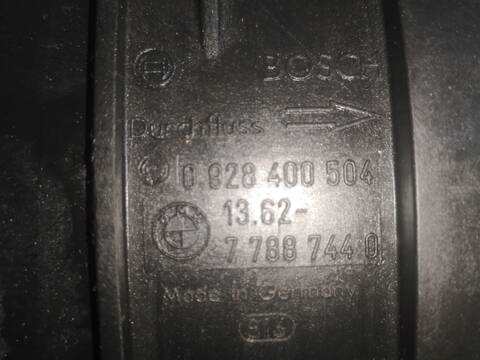 BOSCH
Durchfluss
0 928 400 504
13.62-
7 788 744 0
Made in Germany